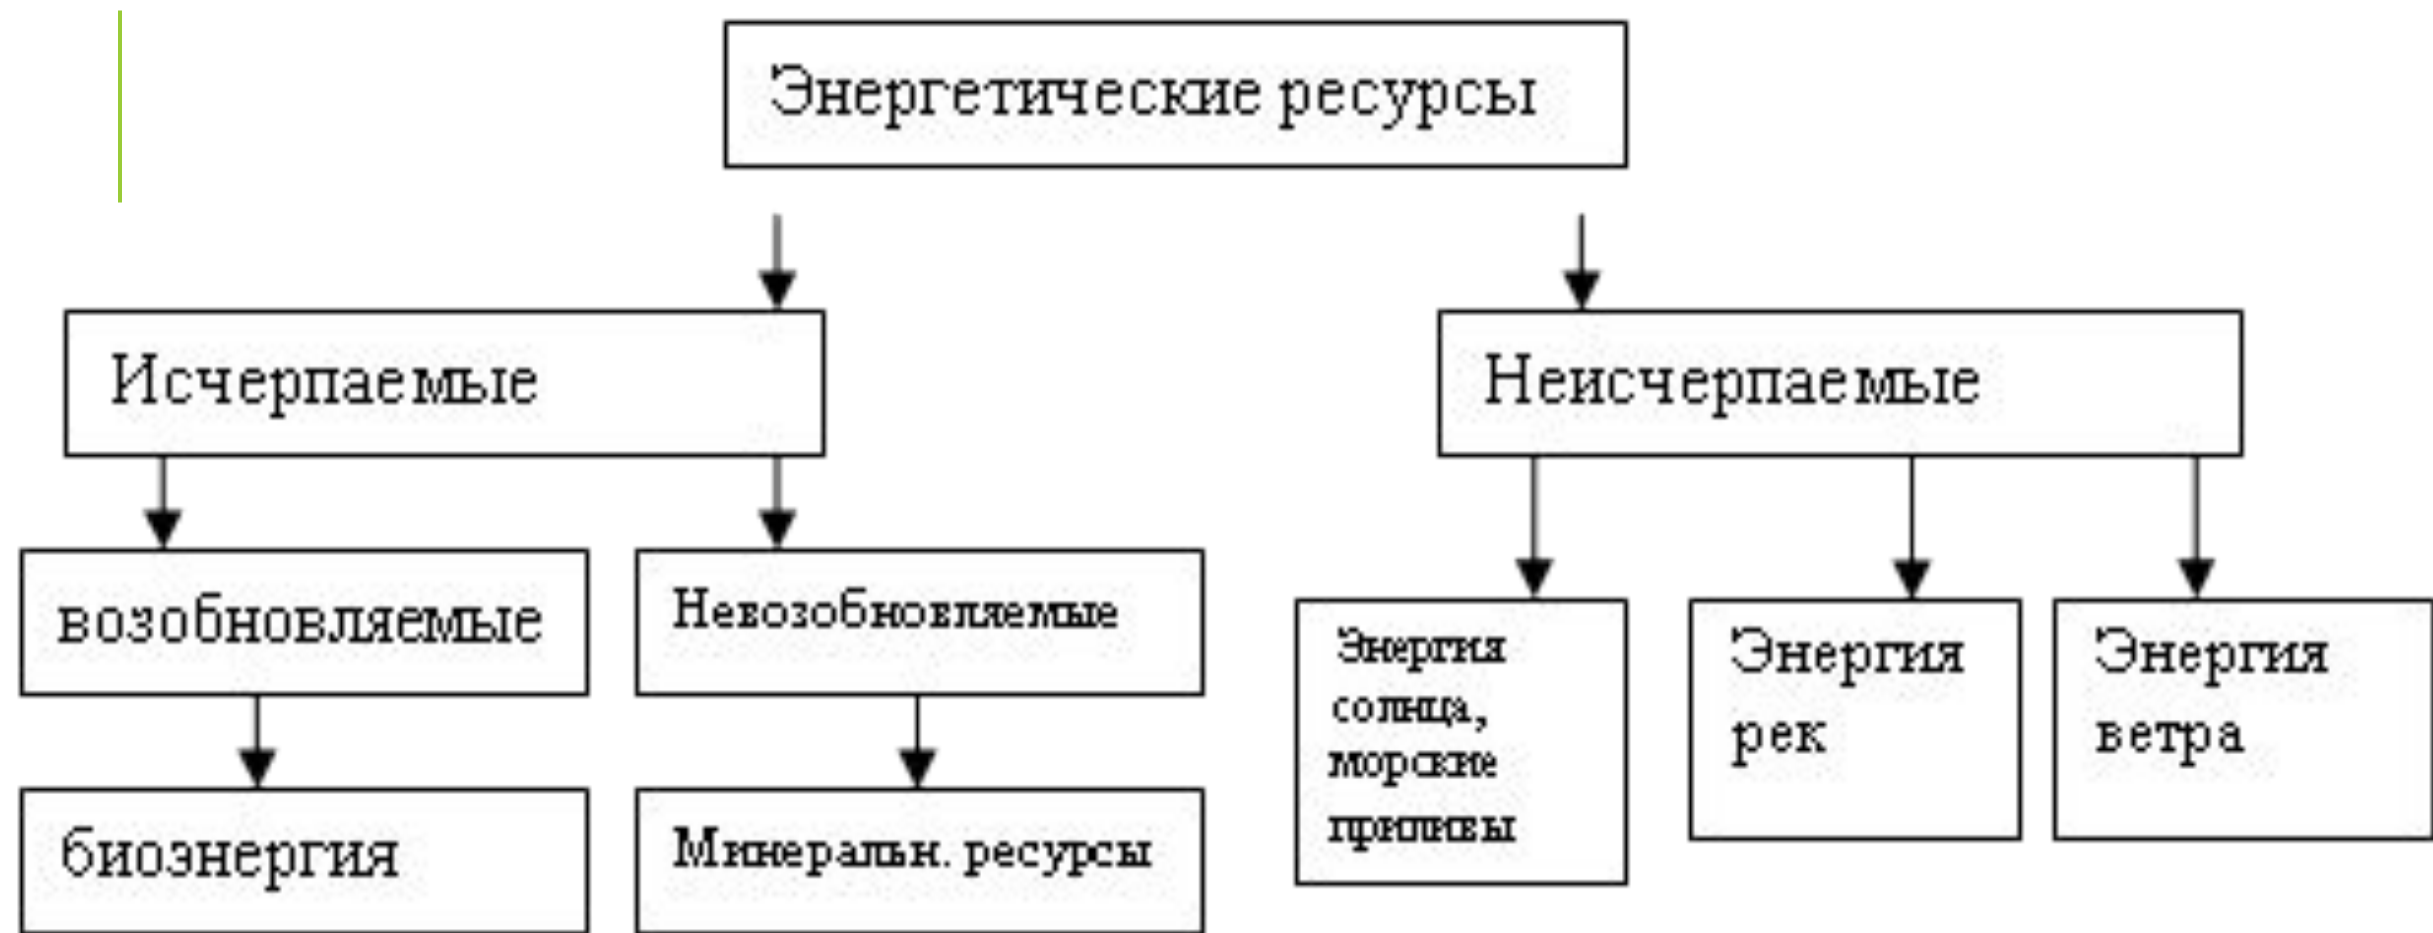 Энергетические ресурсы
Исчерпаемые
Неисчерпаемые
возобновляемые
Невозобновляемые
Энергия
солнца,
морские
приливы
Энергия
рек
Энергия
ветра
биоэнергия
Минеральн. ресурсы